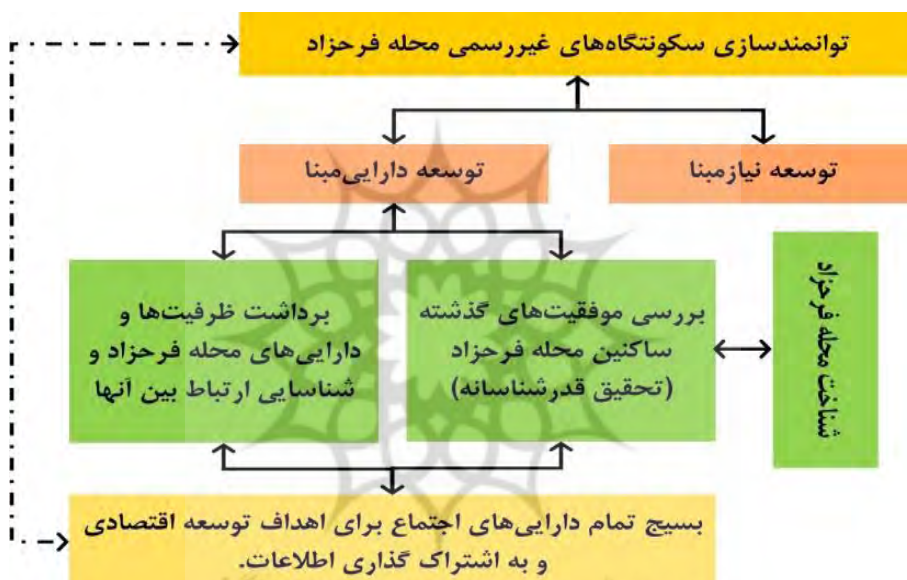 توانمندسازی سکونتگاه‌های غیررسمی محله فرحزاد
توسعه نیازمبنا
توسعه دارایی‌مبنا
شناخت محله فرحزاد
بررسی موفقیت‌های گذشته
ساکنین محله فرحزاد
(تحقیق قدرشناسانه)
برداشت ظرفیت‌ها و
دارایی‌های محله فرحزاد و
شناسایی ارتباط بین آنها
بسیج تمام دارایی‌های اجتماع برای اهداف توسعه اقتصادی
و به اشتراک گذاری اطلاعات.